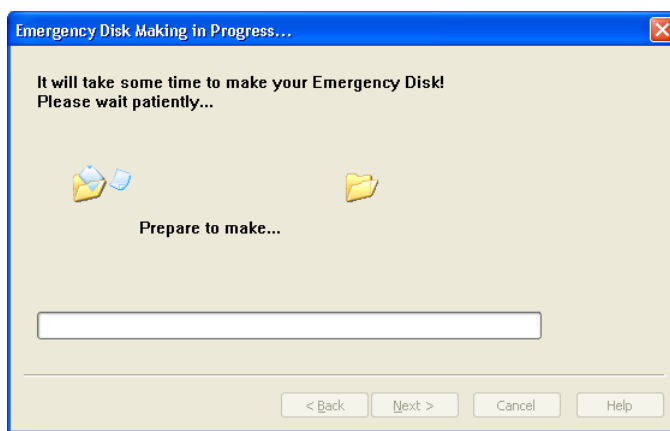 Emergency Disk Making in Progress...
It will take some time to make your Emergency Disk!
Please wait patiently...
Prepare to make...
< Back Next > Cancel Help